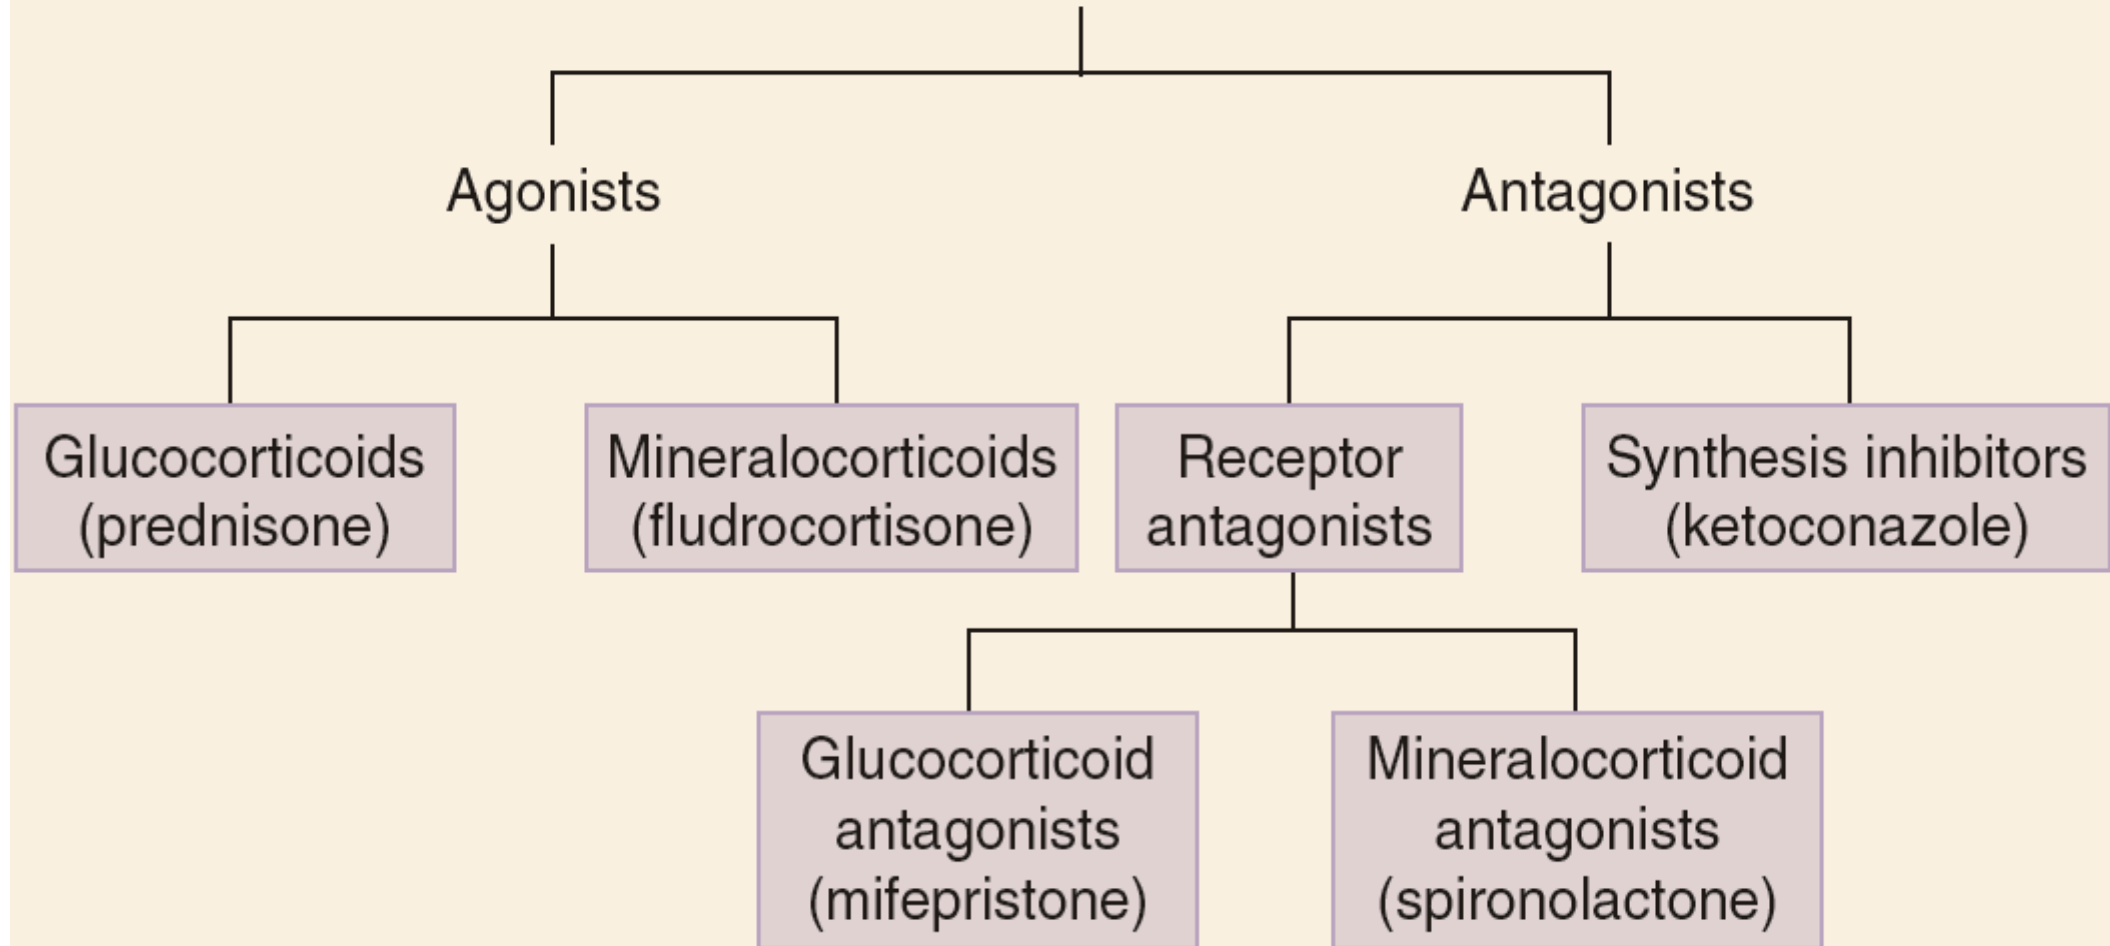 Agonists
Antagonists
Glucocorticoids
(prednisone)
Mineralocorticoids
(fludrocortisone)
Receptor
antagonists
Synthesis inhibitors
(ketoconazole)
Glucocorticoid
antagonists
(mifepristone)
Mineralocorticoid
antagonists
(spironolactone)